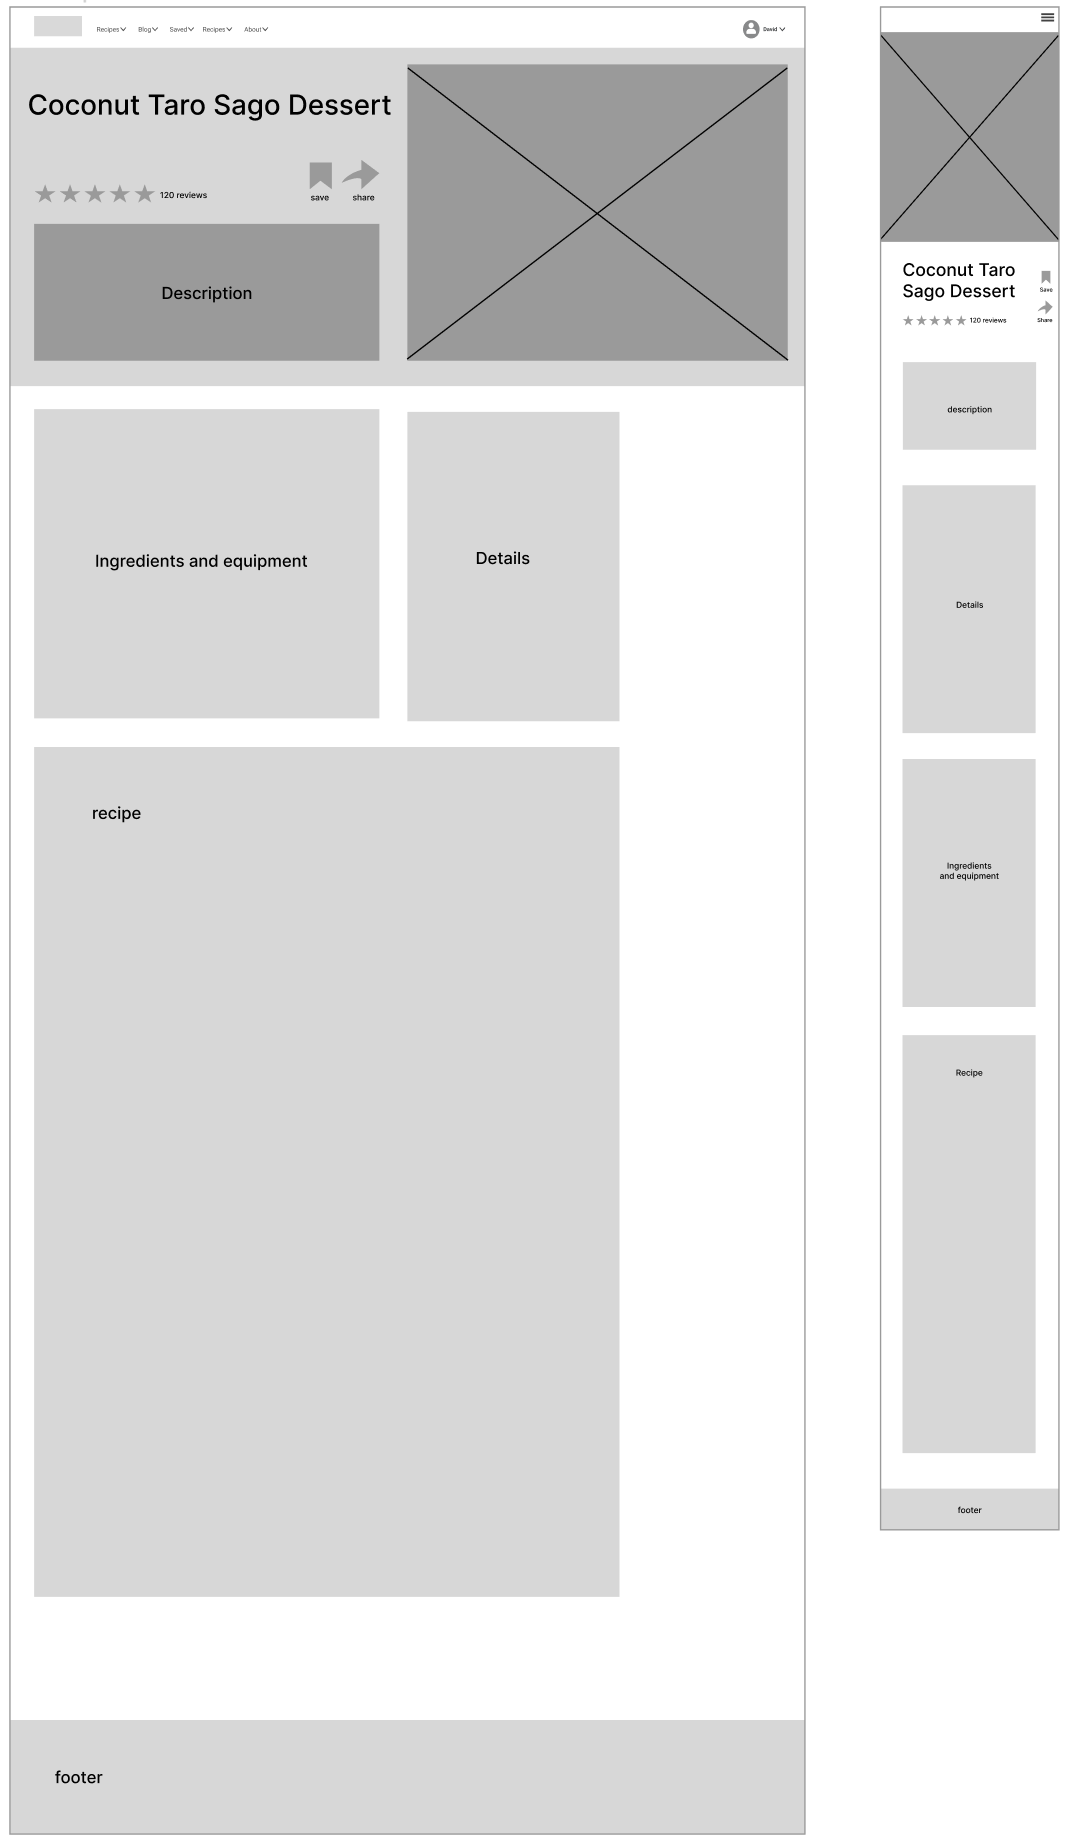 Recipes Blog Saved Recipes About David
Coconut Taro Sago Dessert
120 reviews
save share
Description
Ingredients and equipment
Details
recipe
footer
Coconut Taro
Sago Dessert
Save
120 reviews
Share
description
Details
Ingredients
and equipment
Recipe
footer